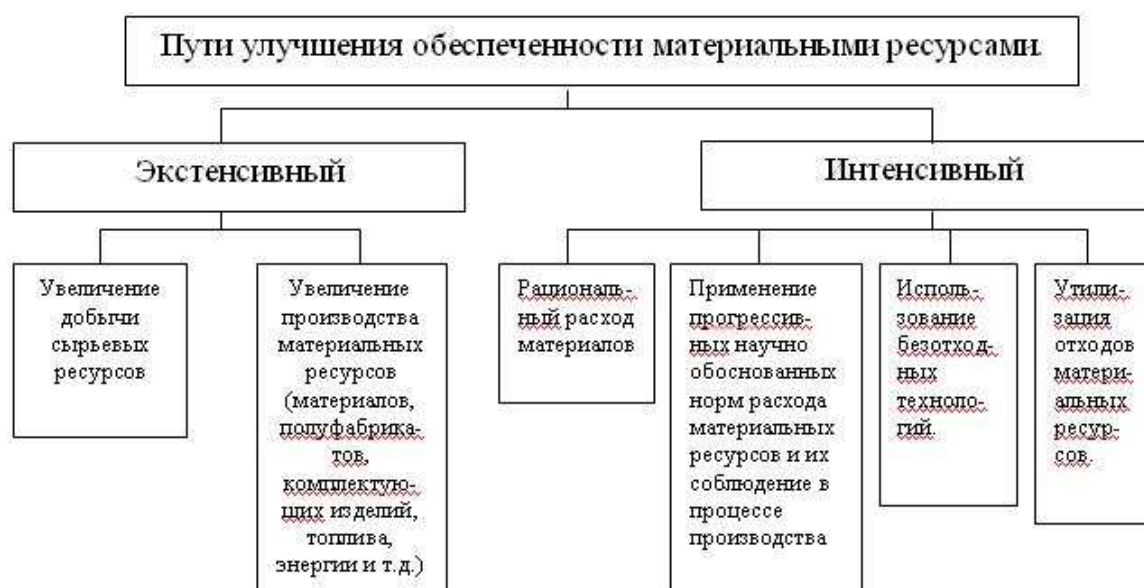 Пути улучшения обеспеченности материальными ресурсами.
Экстенсивный
Интенсивный
Увеличение
добычи
сырьевых
ресурсов
Увеличение
производства
материальных
ресурсов
(материалов,
полуфабрика-
тов,
комплектую-
щих изделий,
топлива,
энергии и т.д.)
Рациональ-
ный расход
материалов
Применение
прогрессив-
ных научно
обоснованных
норм расхода
материальных
ресурсов и их
соблюдение в
процессе
производства
Исполь-
зование
безотход-
ных
техноло-
гий.
Утили-
зация
отходов
матери-
альных
ресур-
сов.